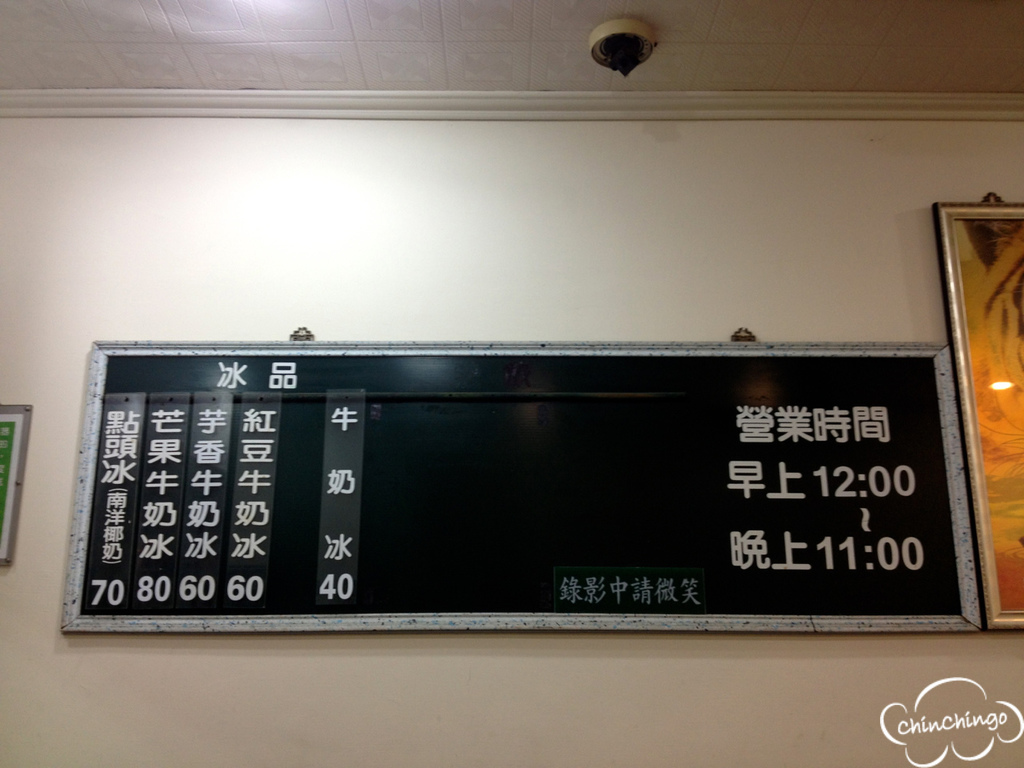 冰品
牛奶冰 40
紅豆牛奶冰 60
芋香牛奶冰 60
芒果牛奶冰 80
點頭冰(南洋椰奶) 70
營業時間
早上12:00
~
晚上11:00
錄影中請微笑
chinchingo